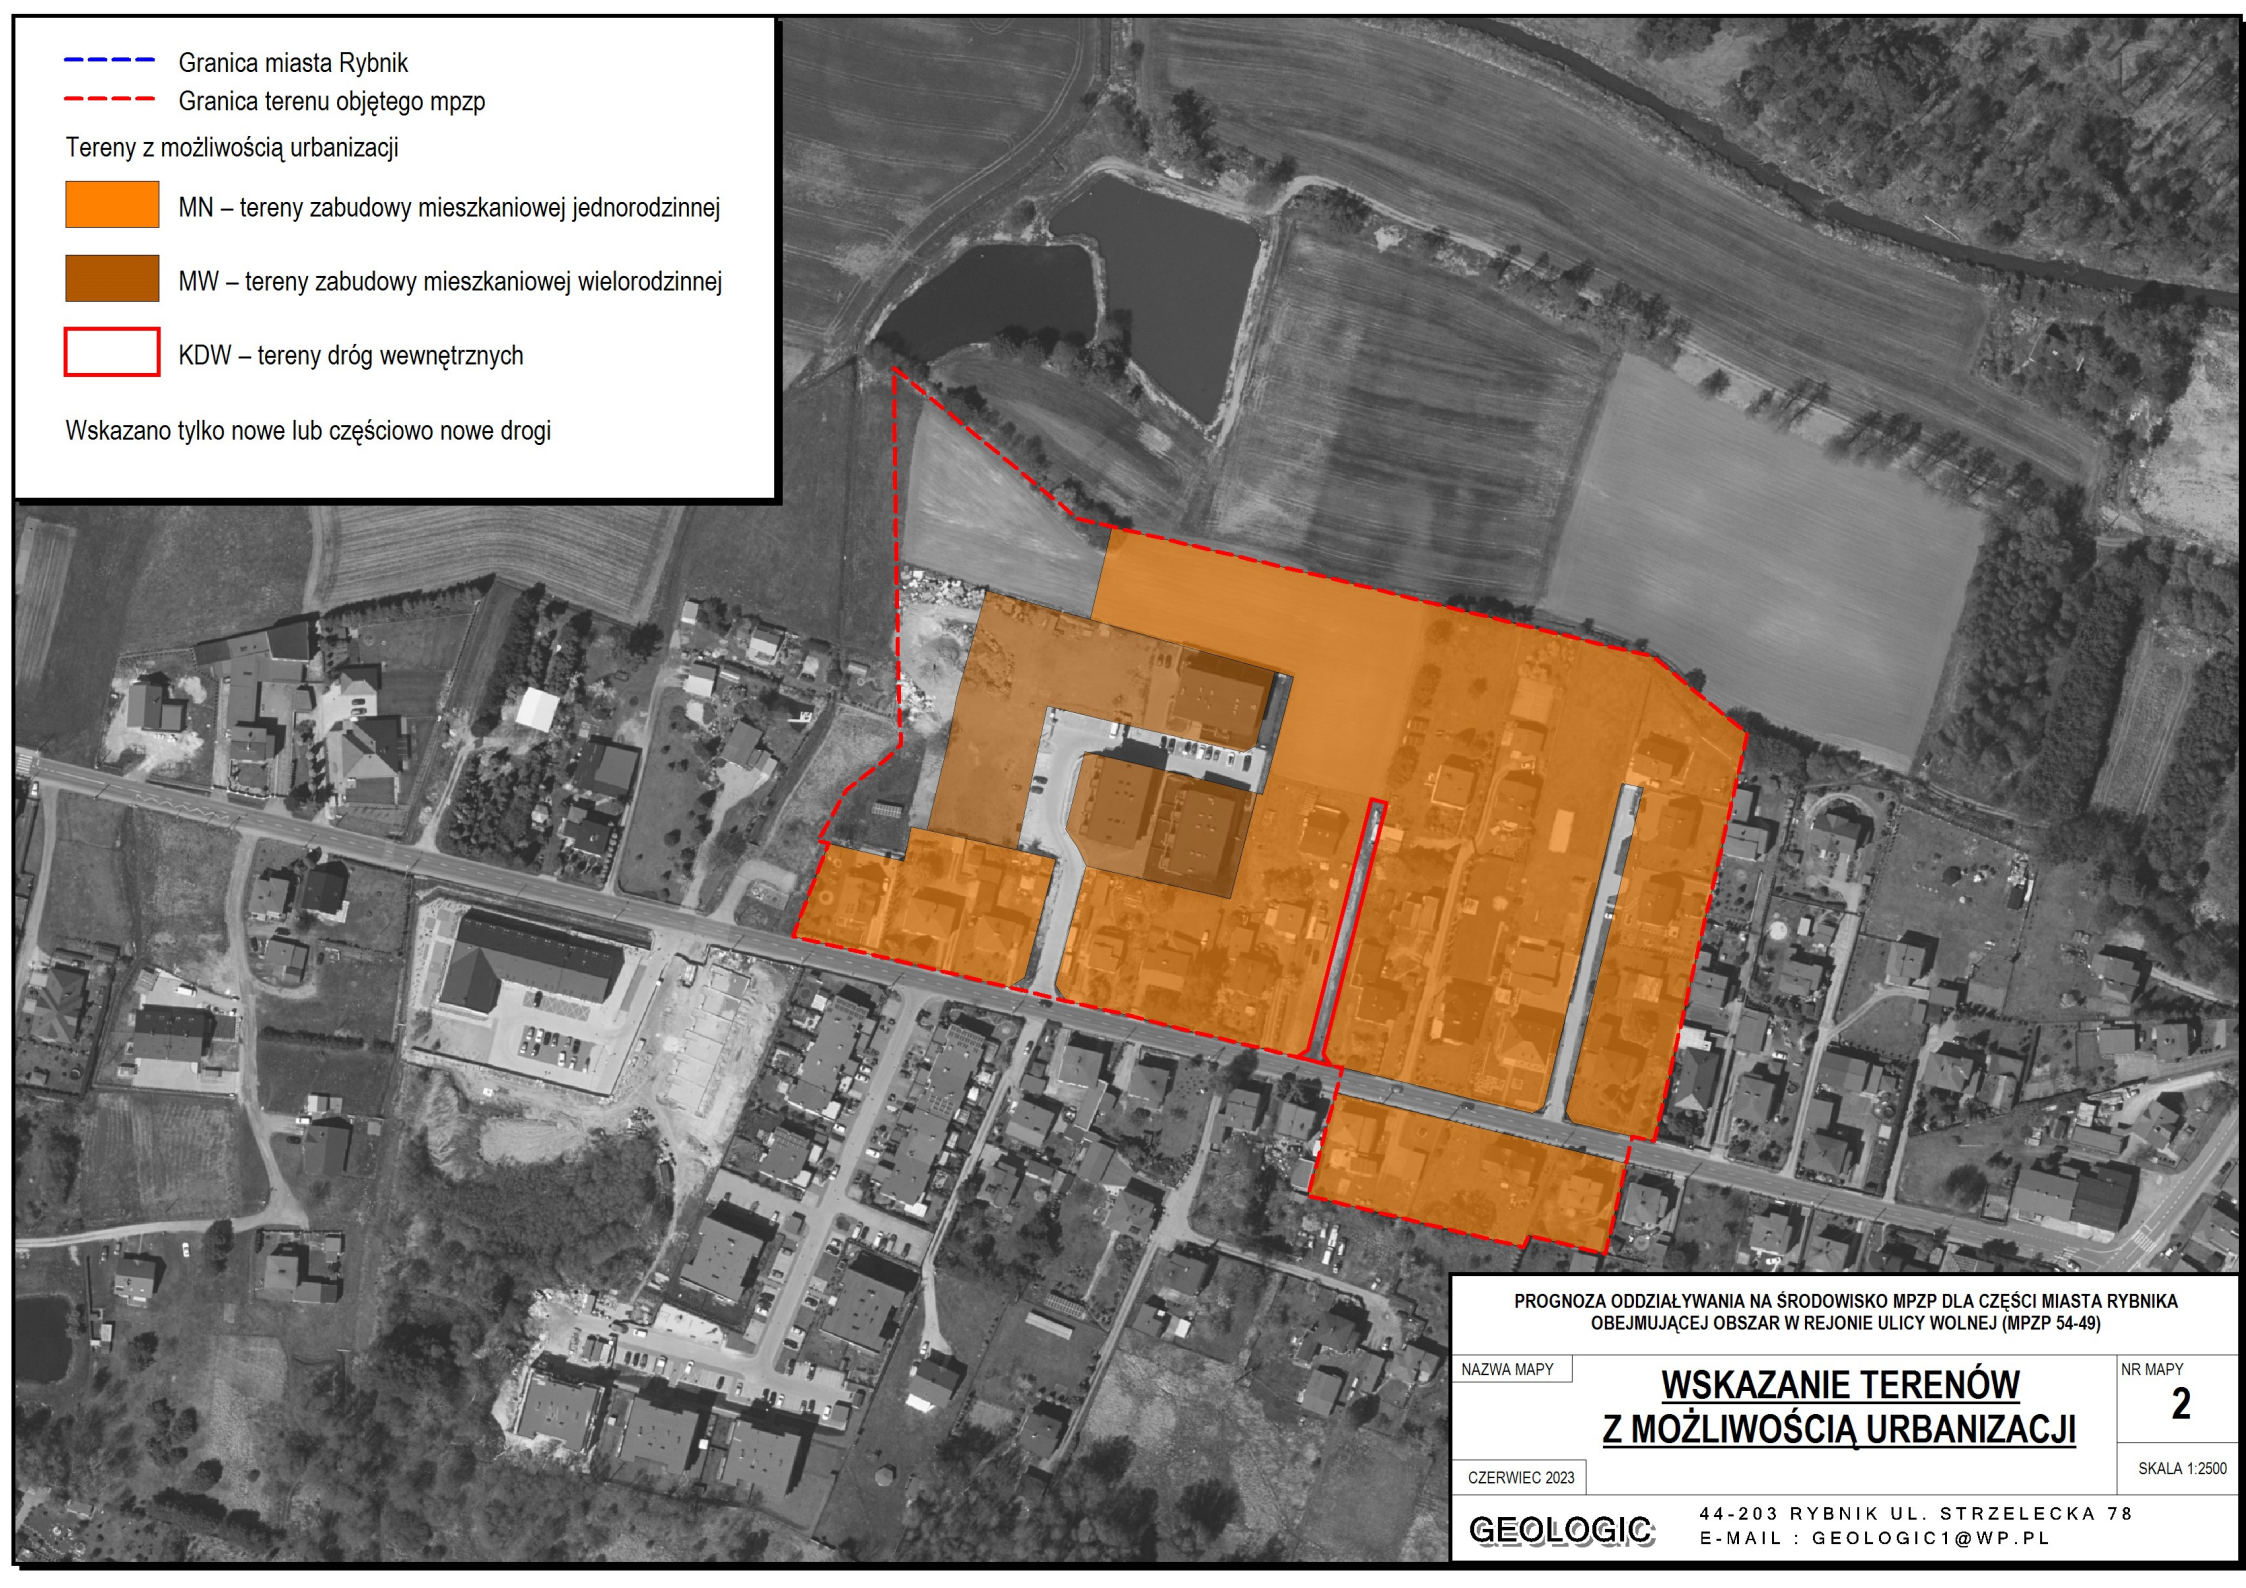 Granica miasta Rybnik
Granica terenu objętego mpzp
Tereny z możliwością urbanizacji
MN – tereny zabudowy mieszkaniowej jednorodzinnej
MW – tereny zabudowy mieszkaniowej wielorodzinnej
KDW – tereny dróg wewnętrznych
Wskazano tylko nowe lub częściowo nowe drogi
PROGNOZA ODDZIAŁYWANIA NA ŚRODOWISKO MPZP DLA CZĘŚCI MIASTA RYBNIKA
OBEJMUJĄCEJ OBSZAR W REJONIE ULICY WOLNEJ (MPZP 54-49)
NAZWA MAPY
WSKAZANIE TERENÓW
Z MOŻLIWOŚCIĄ URBANIZACJI
NR MAPY
2
CZERWIEC 2023
SKALA 1:2500
GEOLOGIC
44-203 RYBNIK UL. STRZELECKA 78
E-MAIL : GEOLOGIC1@WP.PL